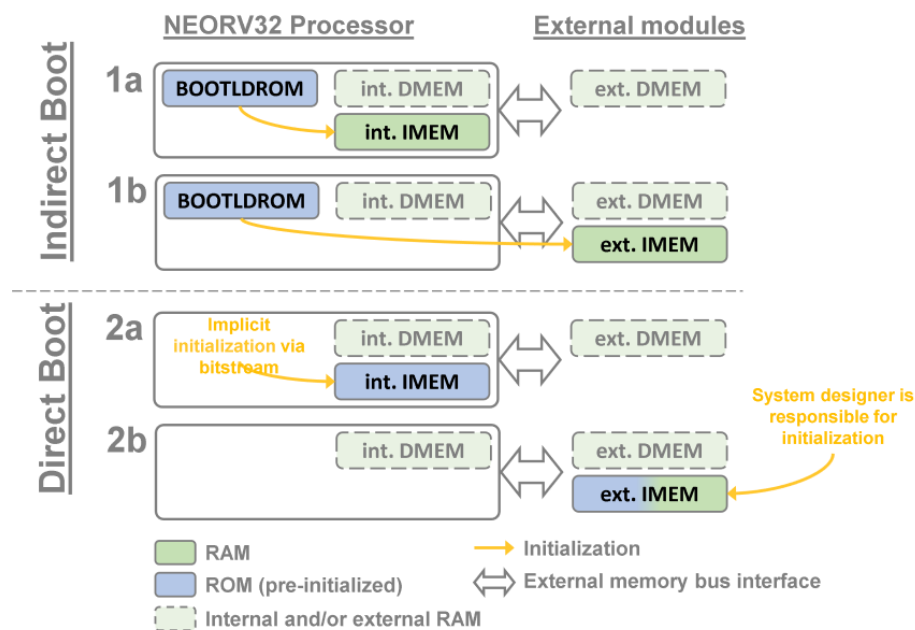 NEORV32 Processor
External modules
Indirect Boot
1a
BOOTLDROM
int. DMEM
ext. DMEM
int. IMEM
1b
BOOTLDROM
int. DMEM
ext. DMEM
ext. IMEM
Direct Boot
2a
Implicit
initialization via
bitstream
int. DMEM
ext. DMEM
int. IMEM
2b
int. DMEM
ext. DMEM
ext. IMEM
System designer is
responsible for
initialization
RAM
Initialization
ROM (pre-initialized)
External memory bus interface
Internal and/or external RAM